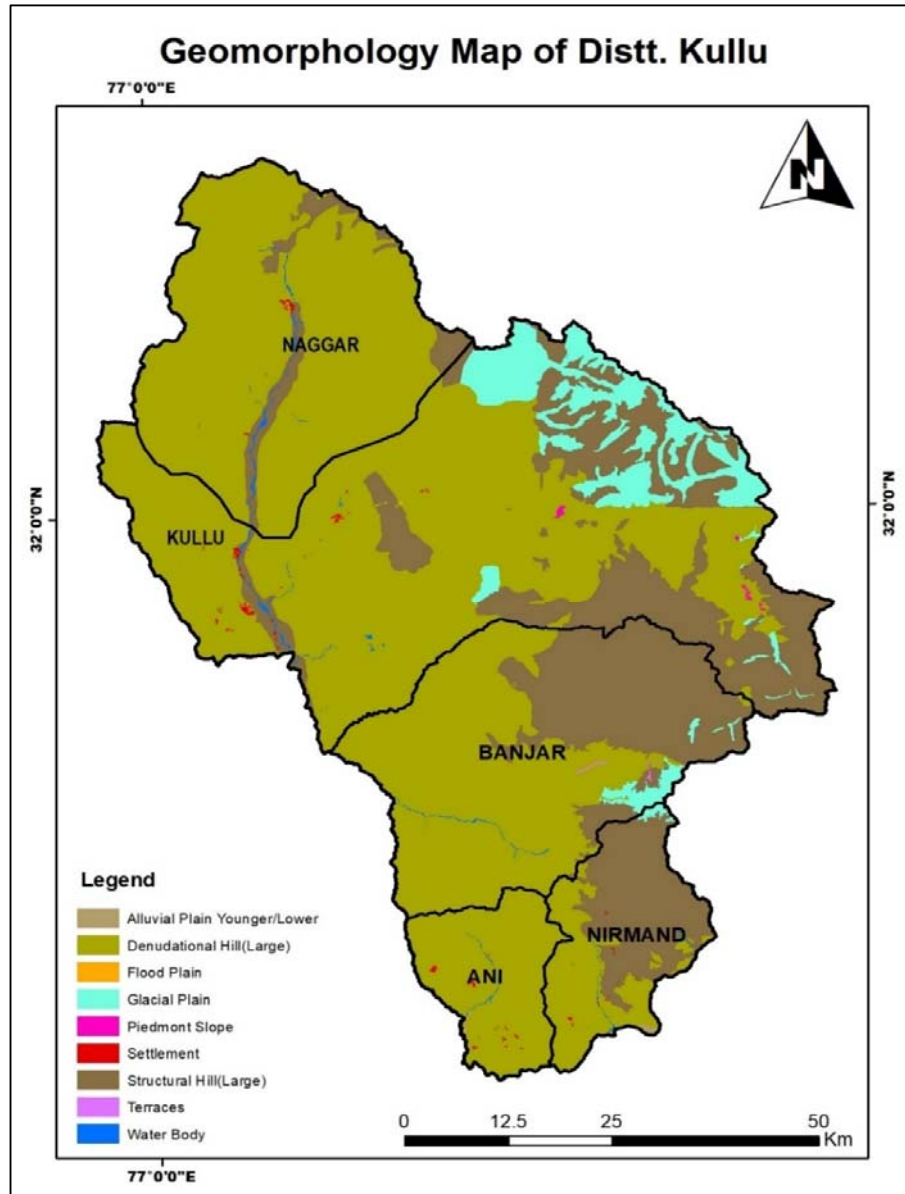 Geomorphology Map of Distt. Kullu
77°0'0"E
N
NAGGAR
32°0'0"N
32°0'0"N
KULLU
BANJAR
NIRMAND
ANI
Legend
Alluvial Plain Younger/Lower
Denudational Hill(Large)
Flood Plain
Glacial Plain
Piedmont Slope
Settlement
Structural Hill(Large)
Terraces
Water Body
0 12.5 25 50
Km
77°0'0"E